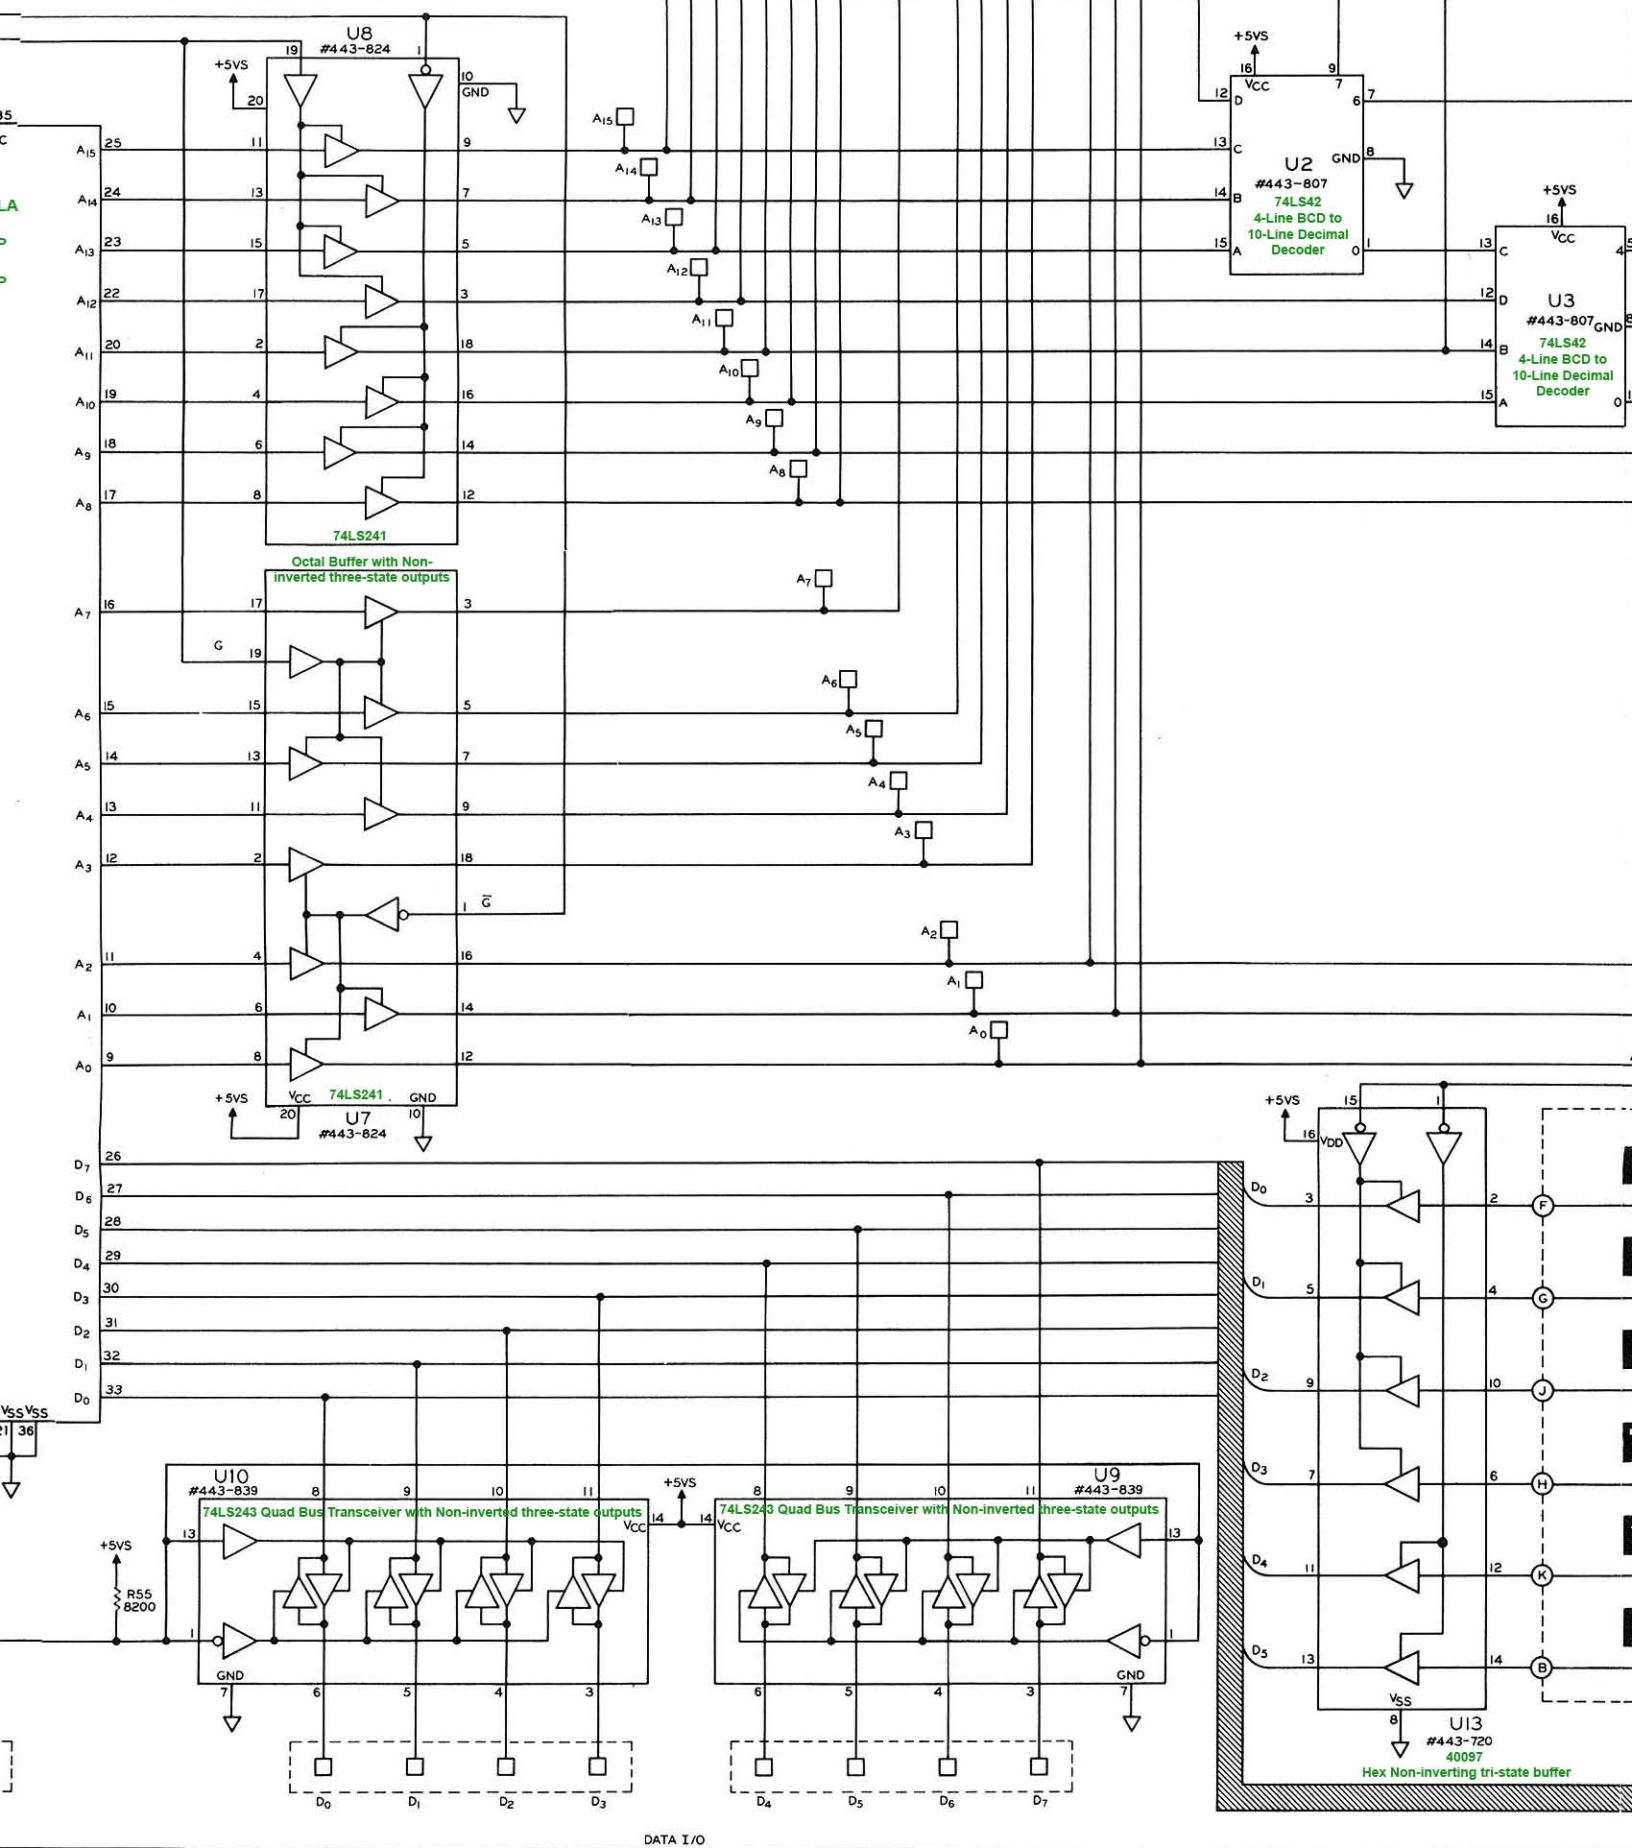 U8
#443-824
19
1
+5VS
20
10
GND
35
C
LA
P
P
A15 25 11 9 A15
A14 24 13 7 A14
A13 23 15 5 A13
A12 22 17 3 A12
A11 20 2 18 A11
A10 19 4 16 A10
A9 18 6 14 A9
A8 17 8 12 A8
74LS241
Octal Buffer with Non-
inverted three-state outputs
+5VS
16 9
VCC 7
12 D 6 7
13 C
GND 8
14 B
15 A 0 1
U2
#443-807
74LS42
4-Line BCD to
10-Line Decimal
Decoder
+5VS
16
VCC
13 C 4 5
12 D
GND 8
14 B
15 A 0 1
U3
#443-807
74LS42
4-Line BCD to
10-Line Decimal
Decoder
A7 16 17 3 A7
G 19
A6 15 15 5 A6
A5 14 13 7 A5
A4 13 11 9 A4
A3 12 2 18 A3
1 G̅
A2 11 4 16 A2
A1 10 6 14 A1
A0 9 8 12 A0
+5VS
VCC
20
74LS241
GND
10
U7
#443-824
D7 26
D6 27
D5 28
D4 29
D3 30
D2 31
D1 32
D0 33
VSS VSS
21 36
+5VS
15 1
16 VDD
D0 3 2 F
D1 5 4 G
D2 9 10 J
D3 7 6 H
D4 11 12 K
D5 13 14 B
VSS
8
U13
#443-720
40097
Hex Non-inverting tri-state buffer
U10
#443-839
8 9 10 11
74LS243 Quad Bus Transceiver with Non-inverted three-state outputs
VCC 14
+5VS
14 VCC
13
1
GND
7 6 5 4 3
+5VS
R55
8200
U9
#443-839
8 9 10 11
74LS243 Quad Bus Transceiver with Non-inverted three-state outputs
13
1
GND
6 5 4 3 7
D0 D1 D2 D3
D4 D5 D6 D7
DATA I/O